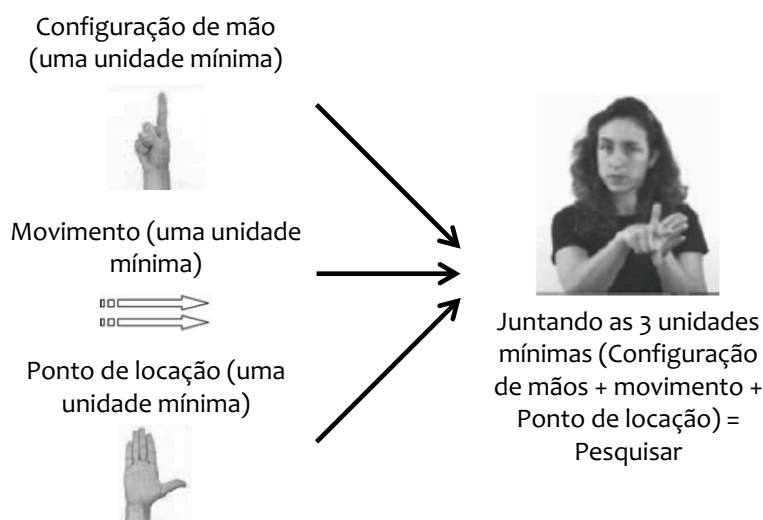 Configuração de mão
(uma unidade mínima)
Movimento (uma unidade
mínima)
Ponto de locação (uma
unidade mínima)
Juntando as 3 unidades
mínimas (Configuração
de mãos + movimento +
Ponto de locação) =
Pesquisar